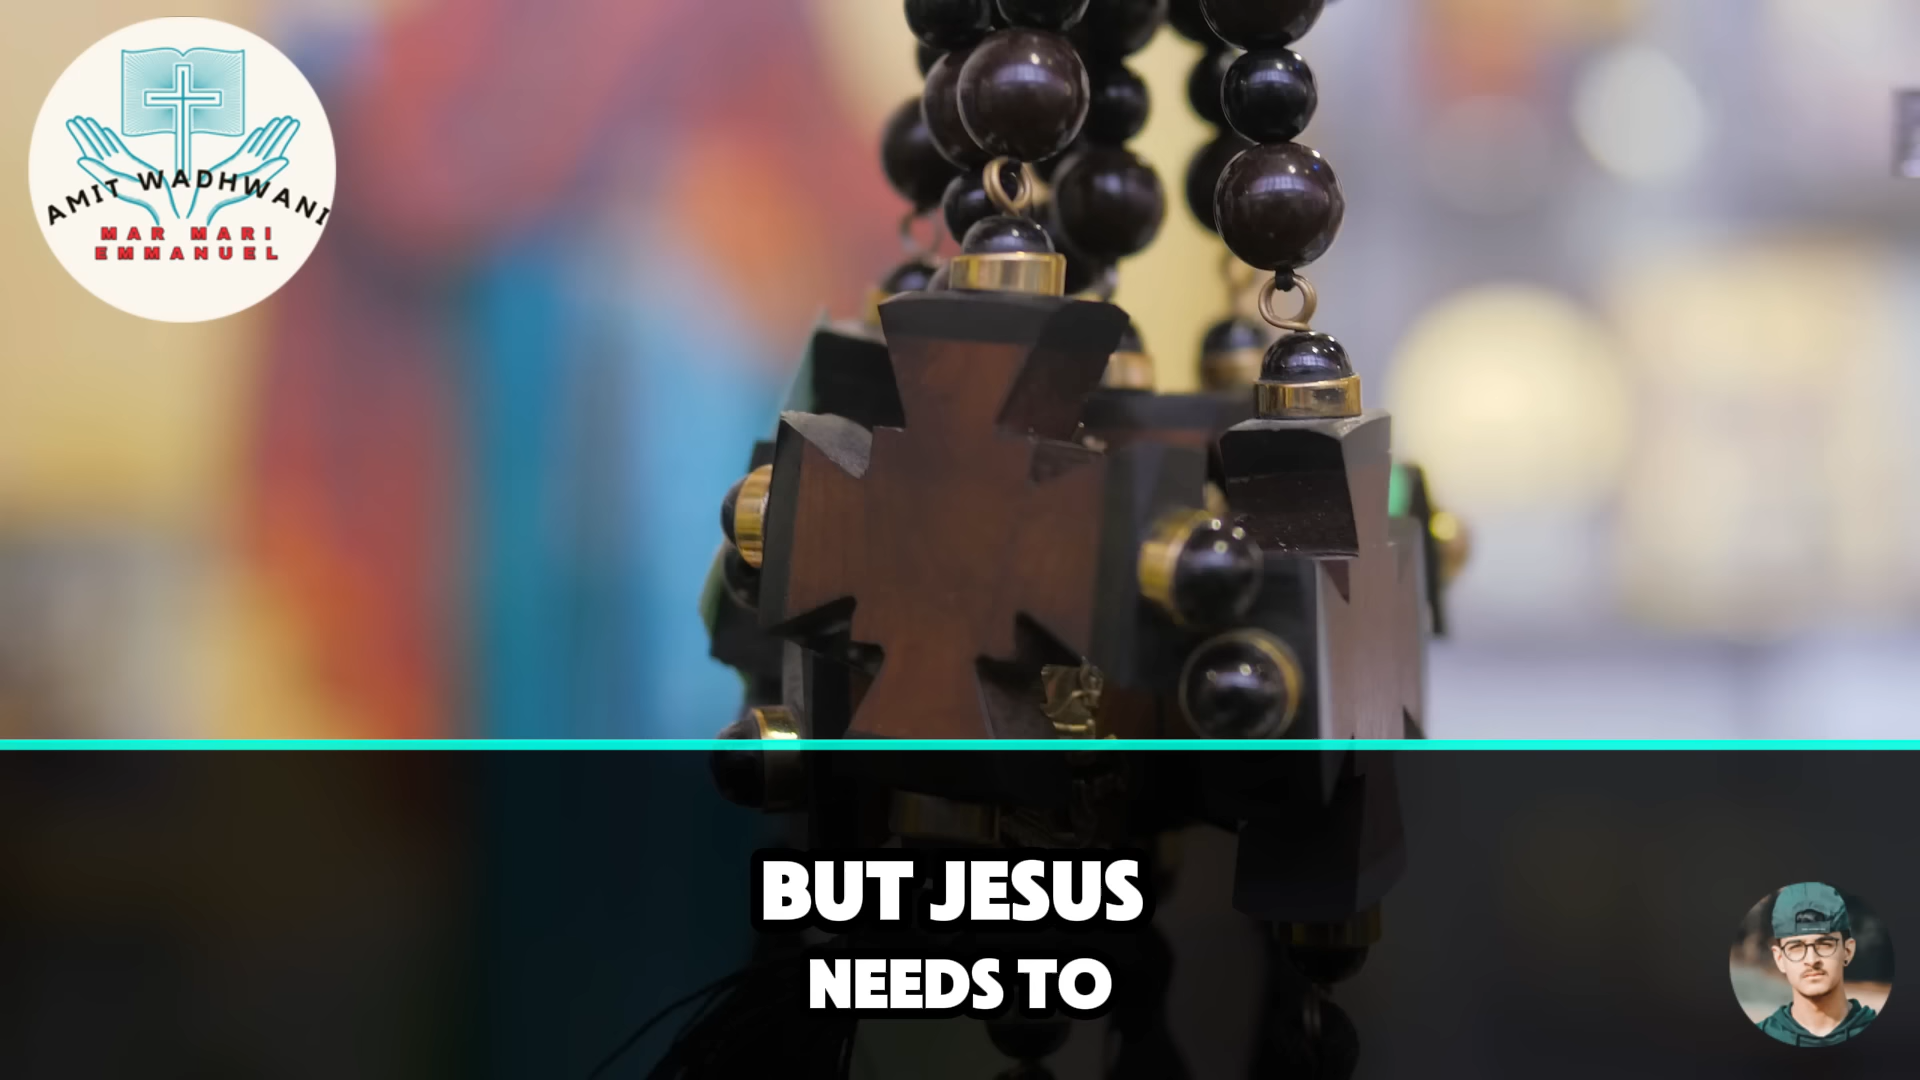 AMIT WADHWANI
MAR MARI
EMMANUEL
BUT JESUS
NEEDS TO